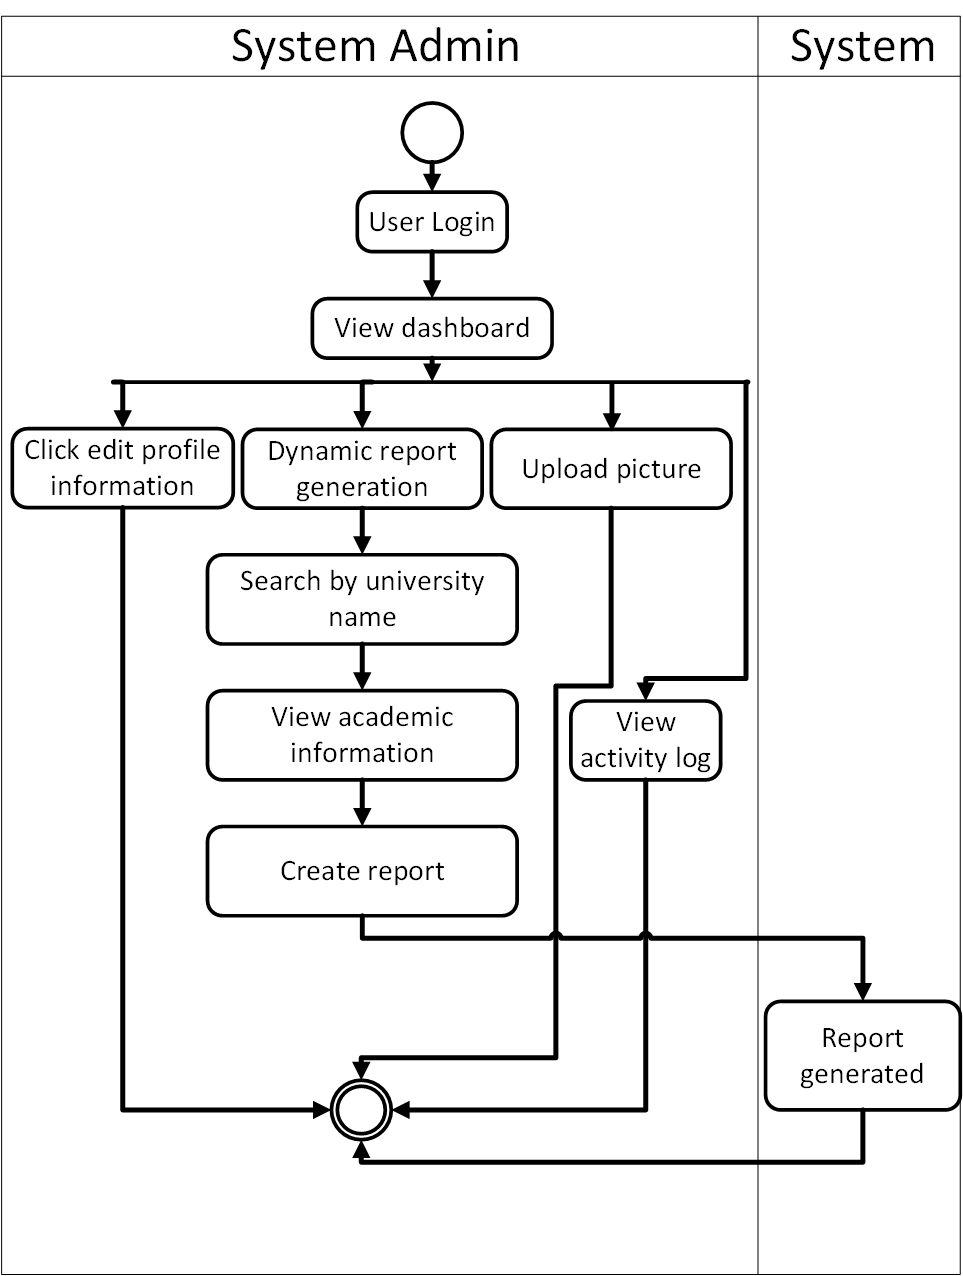 System Admin
System
User Login
View dashboard
Click edit profile
information
Dynamic report
generation
Upload picture
Search by university
name
View academic
information
View
activity log
Create report
Report
generated